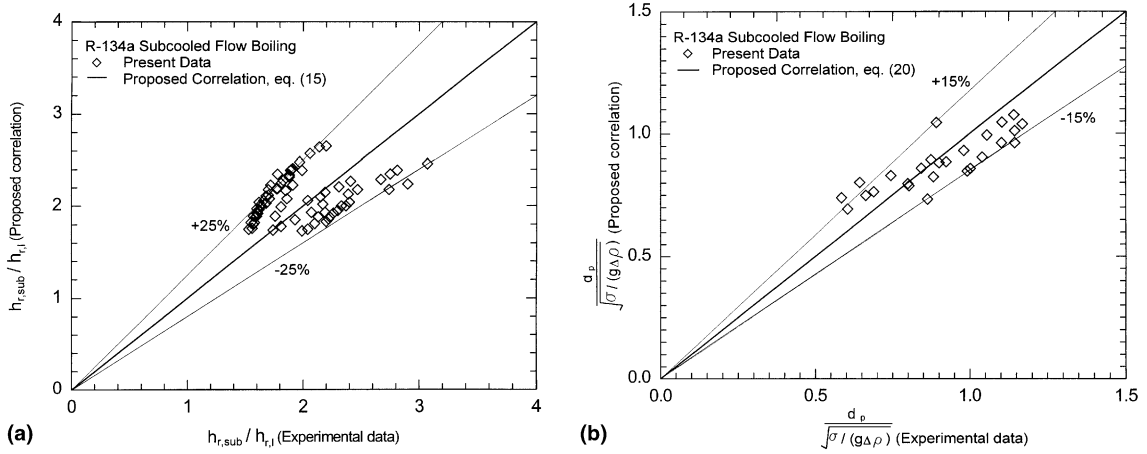 4
3
2
1
0
0
1
2
3
4
R-134a Subcooled Flow Boiling
Present Data
Proposed Correlation, eq. (15)
+25%
-25%
h_r,sub / h_r,l (Proposed correlation)
h_r,sub / h_r,l (Experimental data)
(a)
1.5
1.0
0.5
0.0
0.0
0.5
1.0
1.5
R-134a Subcooled Flow Boiling
Present Data
Proposed Correlation, eq. (20)
+15%
-15%
d_p
√σ / (gΔρ) (Proposed correlation)
d_p
√σ / (gΔρ) (Experimental data)
(b)